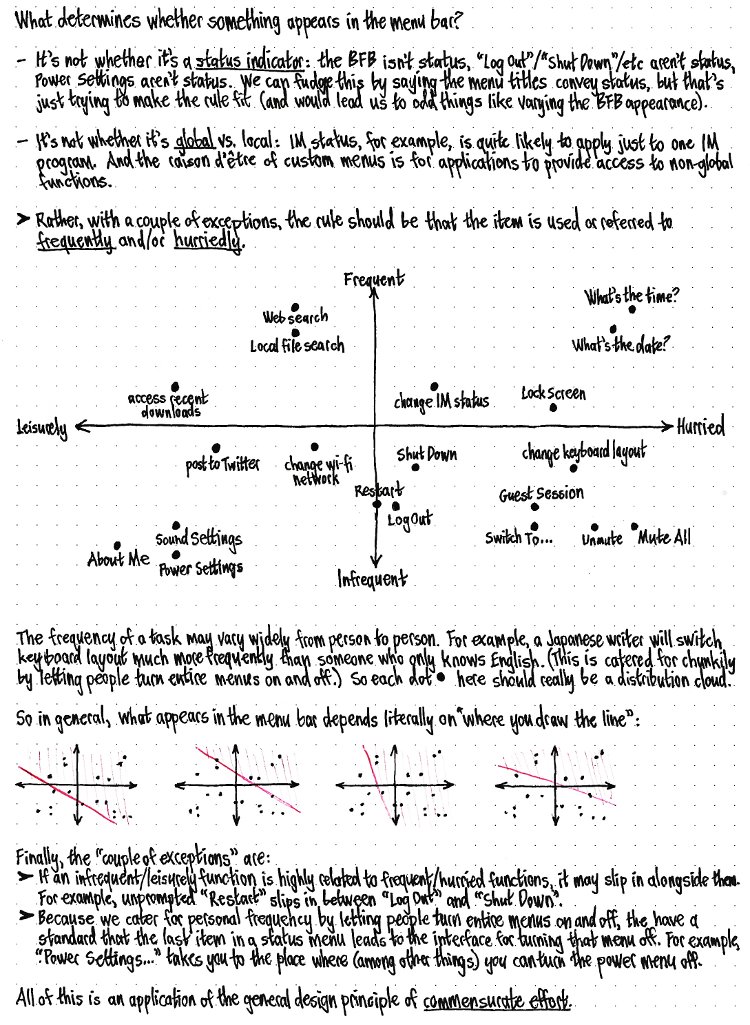 What determines whether something appears in the menu bar?
- It's not whether it's a status indicator: the BFB isn't status, "Log Out"/"Shut Down"/etc aren't status,
Power Settings aren't status. We can fudge this by saying the menu titles convey status, but that's
just trying to make the rule fit (and would lead us to odd things like varying the BFB appearance).
- It's not whether it's global vs. local: IM status, for example, is quite likely to apply just to one IM
program. And the raison d'être of custom menus is for applications to provide access to non-global
functions.
➤ Rather, with a couple of exceptions, the rule should be that the item is used or referred to
frequently and/or hurriedly.
Frequent
What's the time?
Web search
Local file search
What's the date?
access recent
downloads
change IM status
Lock Screen
Leisurely
Hurried
post to Twitter
change wi-fi
network
Shut Down
change keyboard layout
Restart
Log Out
Guest Session
Sound Settings
Switch To...
Unmute
Mute All
About Me
Power Settings
Infrequent
The frequency of a task may vary widely from person to person. For example, a Japanese writer will switch
keyboard layout much more frequently than someone who only knows English. (This is catered for chunkily
by letting people turn entire menus on and off.) So each dot • here should really be a distribution cloud.
So in general, what appears in the menu bar depends literally on "where you draw the line":
Finally, the "couple of exceptions" are:
➤ If an infrequent/leisurely function is highly related to frequent/hurried functions, it may slip in alongside them.
For example, unprompted "Restart" slips in between "Log Out" and "Shut Down".
➤ Because we cater for personal frequency by letting people turn entire menus on and off, the have a
standard that the last item in a status menu leads to the interface for turning that menu off. For example,
"Power Settings..." takes you to the place where (among other things) you can turn the power menu off.
All of this is an application of the general design principle of commensurate effort.